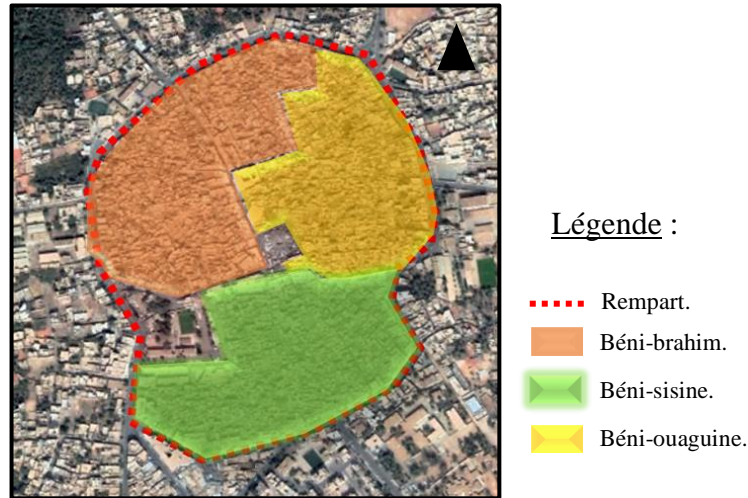 Légende :
Rempart.
Béni-brahim.
Béni-sisine.
Béni-ouaguine.